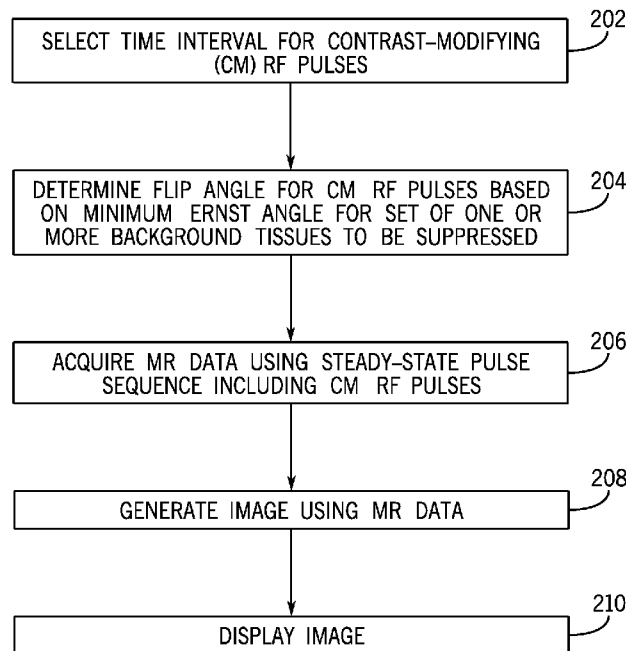 202
SELECT TIME INTERVAL FOR CONTRAST-MODIFYING
(CM) RF PULSES
204
DETERMINE FLIP ANGLE FOR CM RF PULSES BASED
ON MINIMUM ERNST ANGLE FOR SET OF ONE OR
MORE BACKGROUND TISSUES TO BE SUPPRESSED
206
ACQUIRE MR DATA USING STEADY-STATE PULSE
SEQUENCE INCLUDING CM RF PULSES
208
GENERATE IMAGE USING MR DATA
210
DISPLAY IMAGE